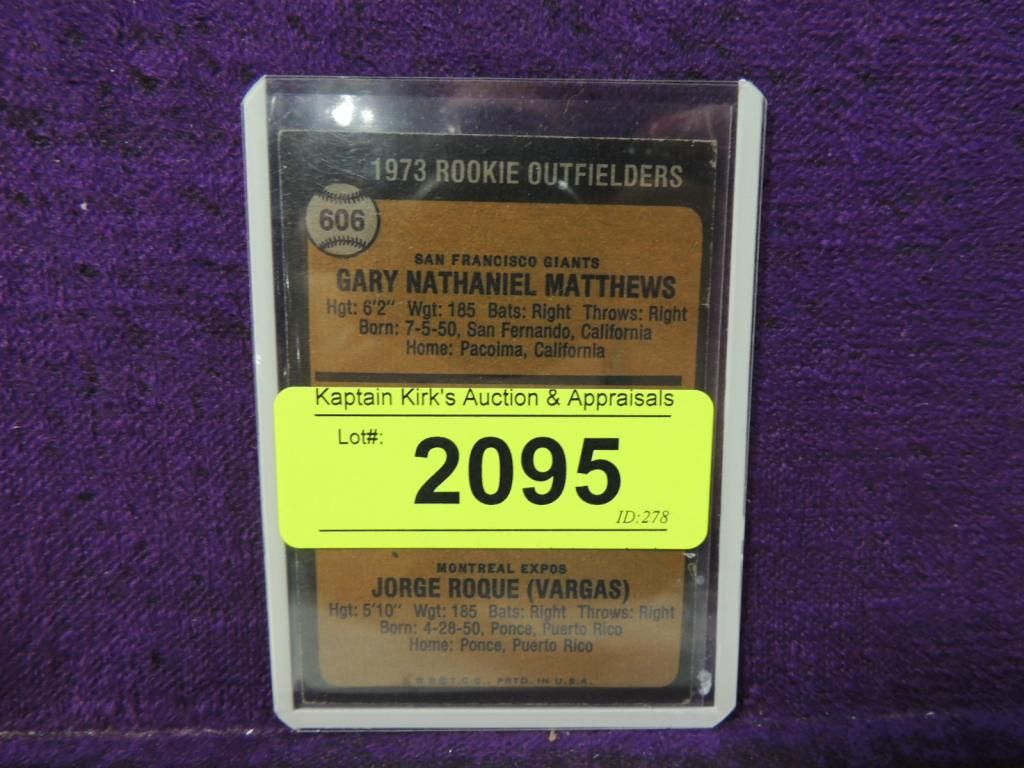 1973 ROOKIE OUTFIELDERS
606
SAN FRANCISCO GIANTS
GARY NATHANIEL MATTHEWS
Hgt: 6'2" Wgt: 185 Bats: Right Throws: Right
Born: 7-5-50, San Fernando, California
Home: Pacoima, California
Kaptain Kirk's Auction & Appraisals
Lot#:
2095
ID:278
MONTREAL EXPOS
JORGE ROQUE (VARGAS)
Hgt: 5'10" Wgt: 185 Bats: Right Throws: Right
Born: 4-28-50, Ponce, Puerto Rico
Home: Ponce, Puerto Rico
T.C.G., PRTD. IN U.S.A.